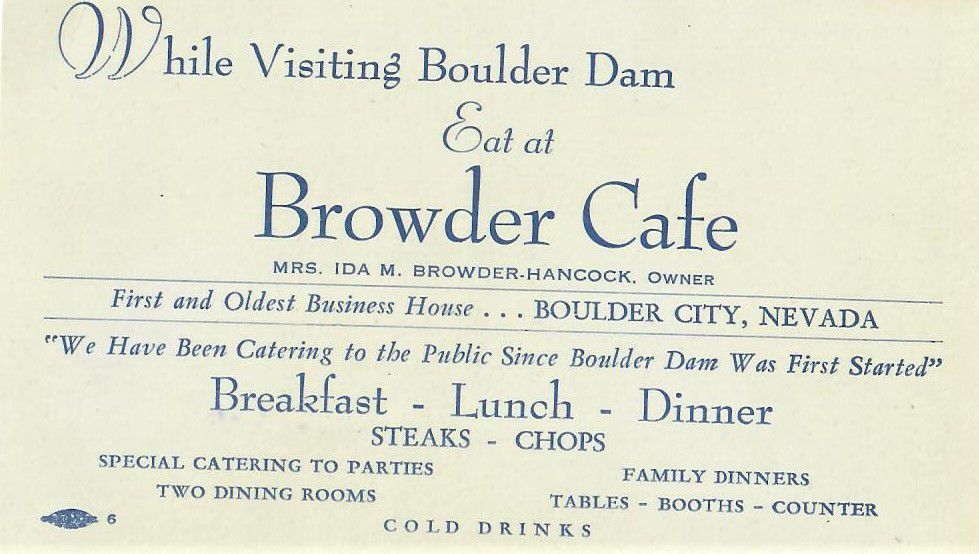 While Visiting Boulder Dam
Eat at
Browder Cafe
MRS. IDA M. BROWDER-HANCOCK, OWNER
First and Oldest Business House . . . BOULDER CITY, NEVADA
"We Have Been Catering to the Public Since Boulder Dam Was First Started"
Breakfast - Lunch - Dinner
STEAKS - CHOPS
SPECIAL CATERING TO PARTIES
TWO DINING ROOMS
FAMILY DINNERS
TABLES - BOOTHS - COUNTER
COLD DRINKS
6